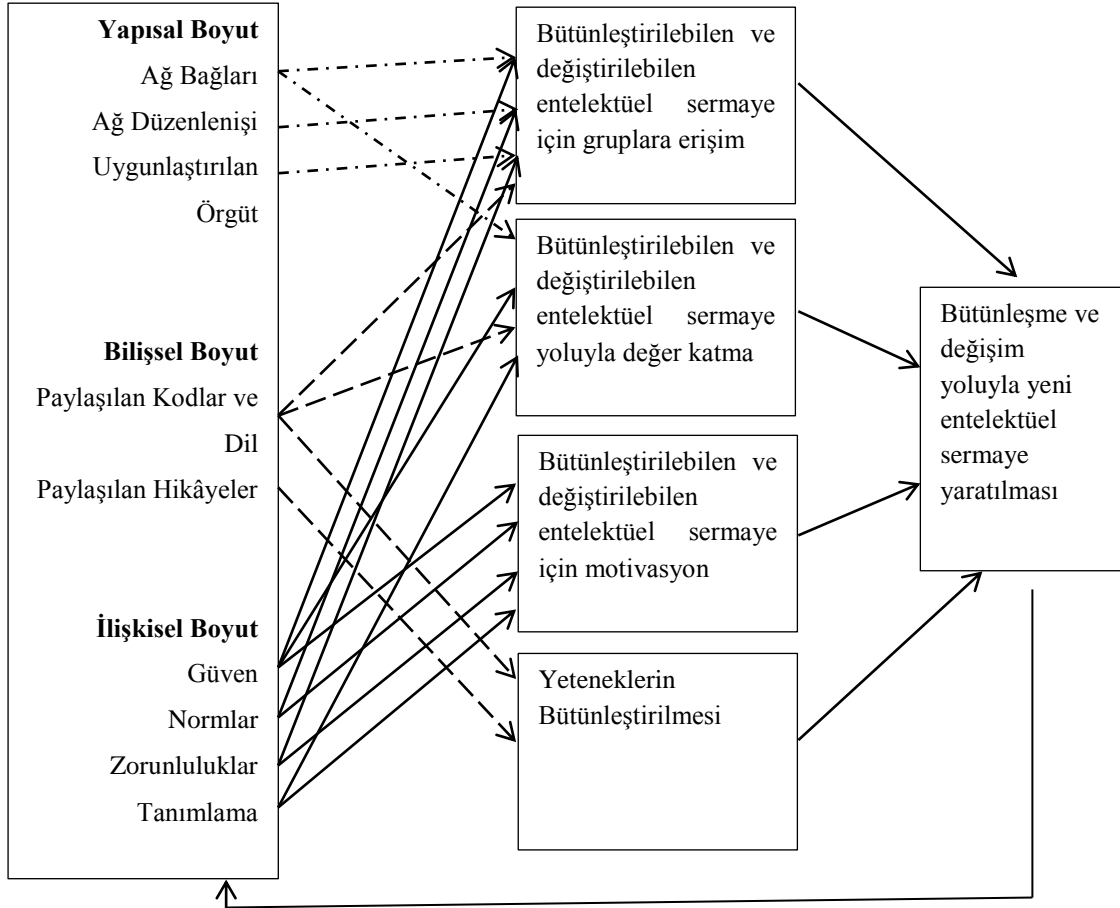 Yapısal Boyut
Ağ Bağları
Ağ Düzenlenişi
Uygunlaştırılan
Örgüt
Bilişsel Boyut
Paylaşılan Kodlar ve
Dil
Paylaşılan Hikâyeler
İlişkisel Boyut
Güven
Normlar
Zorunluluklar
Tanımlama
Bütünleştirilebilen ve
değiştirilebilen
entelektüel sermaye
için gruplara erişim
Bütünleştirilebilen ve
değiştirilebilen
entelektüel sermaye
yoluyla değer katma
Bütünleştirilebilen ve
değiştirilebilen
entelektüel sermaye
için motivasyon
Yeteneklerin
Bütünleştirilmesi
Bütünleşme ve
değişim
yoluyla yeni
entelektüel
sermaye
yaratılması